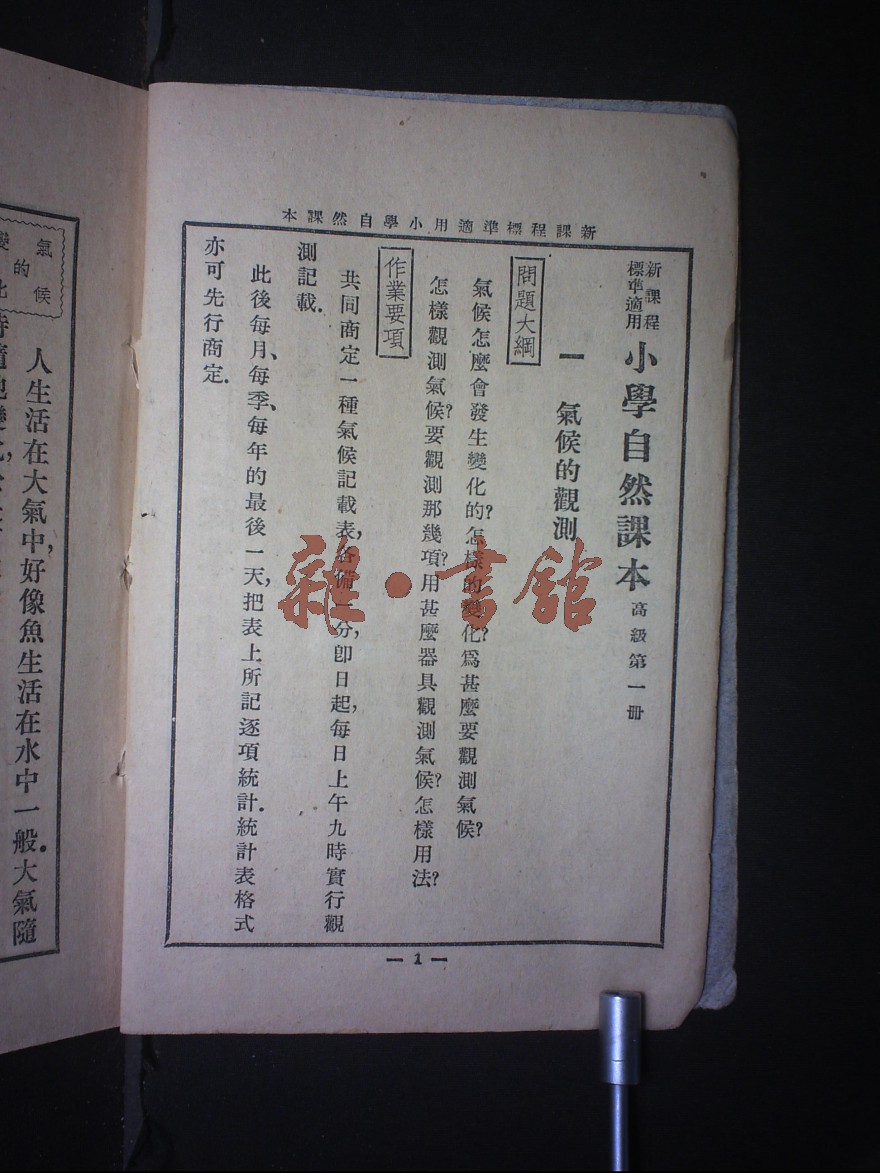 新課程標準適用小學自然課本
新課程標準適用
小學自然課本 高級第一冊
一 氣候的觀測
問題大綱
氣候怎麼會發生變化的?怎樣的變化?爲甚麼要觀測氣候?
怎樣觀測氣候?要觀測那幾項?用甚麼器具觀測氣候?怎樣用法?
作業要項
共同商定一種氣候記載表,各備一分,卽日起,每日上午九時實行觀
測記載.
此後每月、每季、每年的最後一天,把表上所記逐項統計.統計表格式
亦可先行商定.
— 1 —
氣候
的
人生活在大氣中,好像魚生活在水中一般.大氣隨
雜·書館